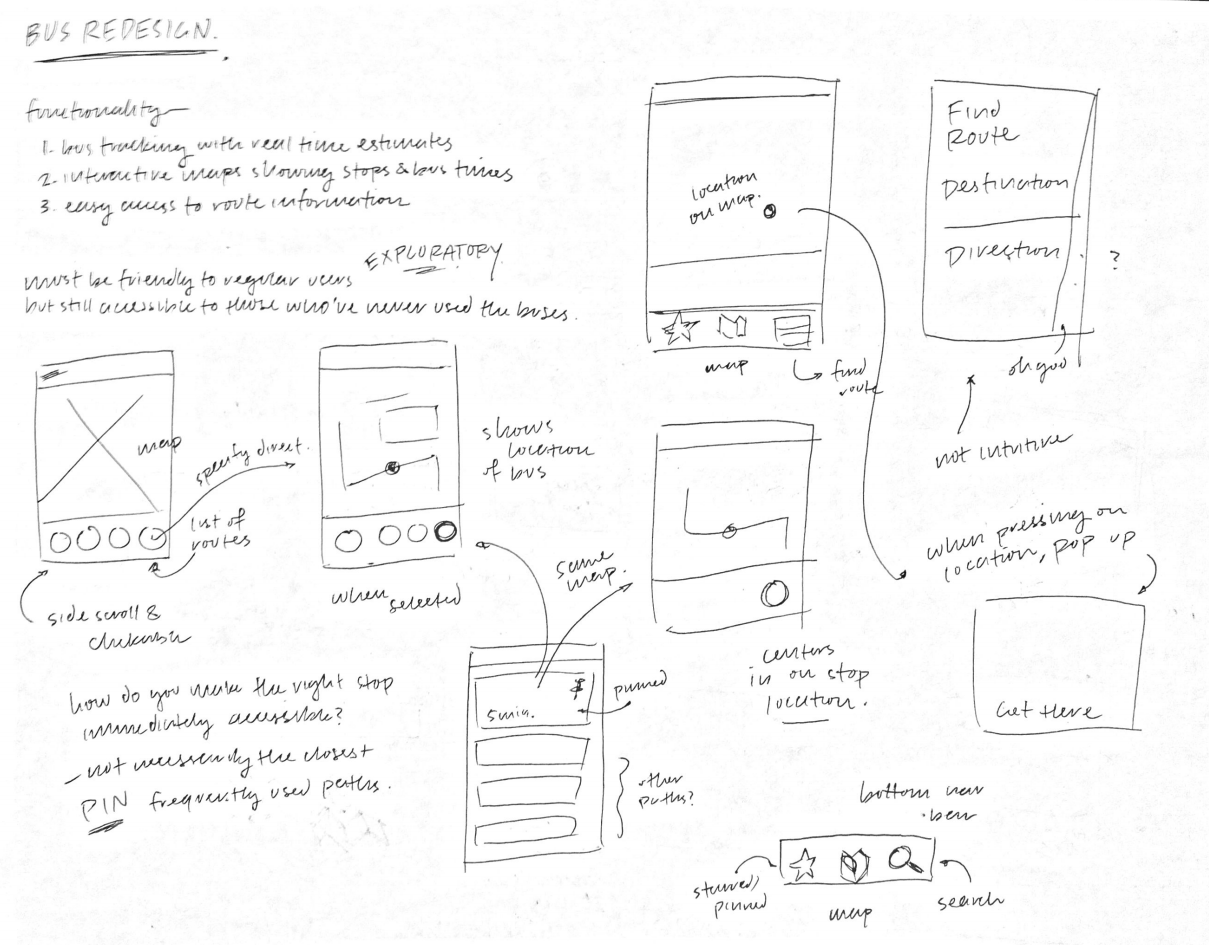 BUS REDESIGN.
functionality
1. bus tracking with real time estimates
2. interactive maps showing stops & bus times
3. easy access to route information
EXPLORATORY
must be friendly to regular users
but still accessible to those who've never used the buses.
map
specify direct.
list of
routes
side scroll &
clickable
when selected
shows
location
of bus
how do you make the right stop
immediately accessible?
– not necessarily the closest
PIN frequently used paths.
5 min.
pinned
other
paths?
same
map.
location
on map.
map
find
route
centers
in on stop
location.
Find
Route
Destination
Direction
?
oh god
not intuitive
when pressing on
location, pop up
Get Here
bottom nav
bar
starred/
pinned
map
search